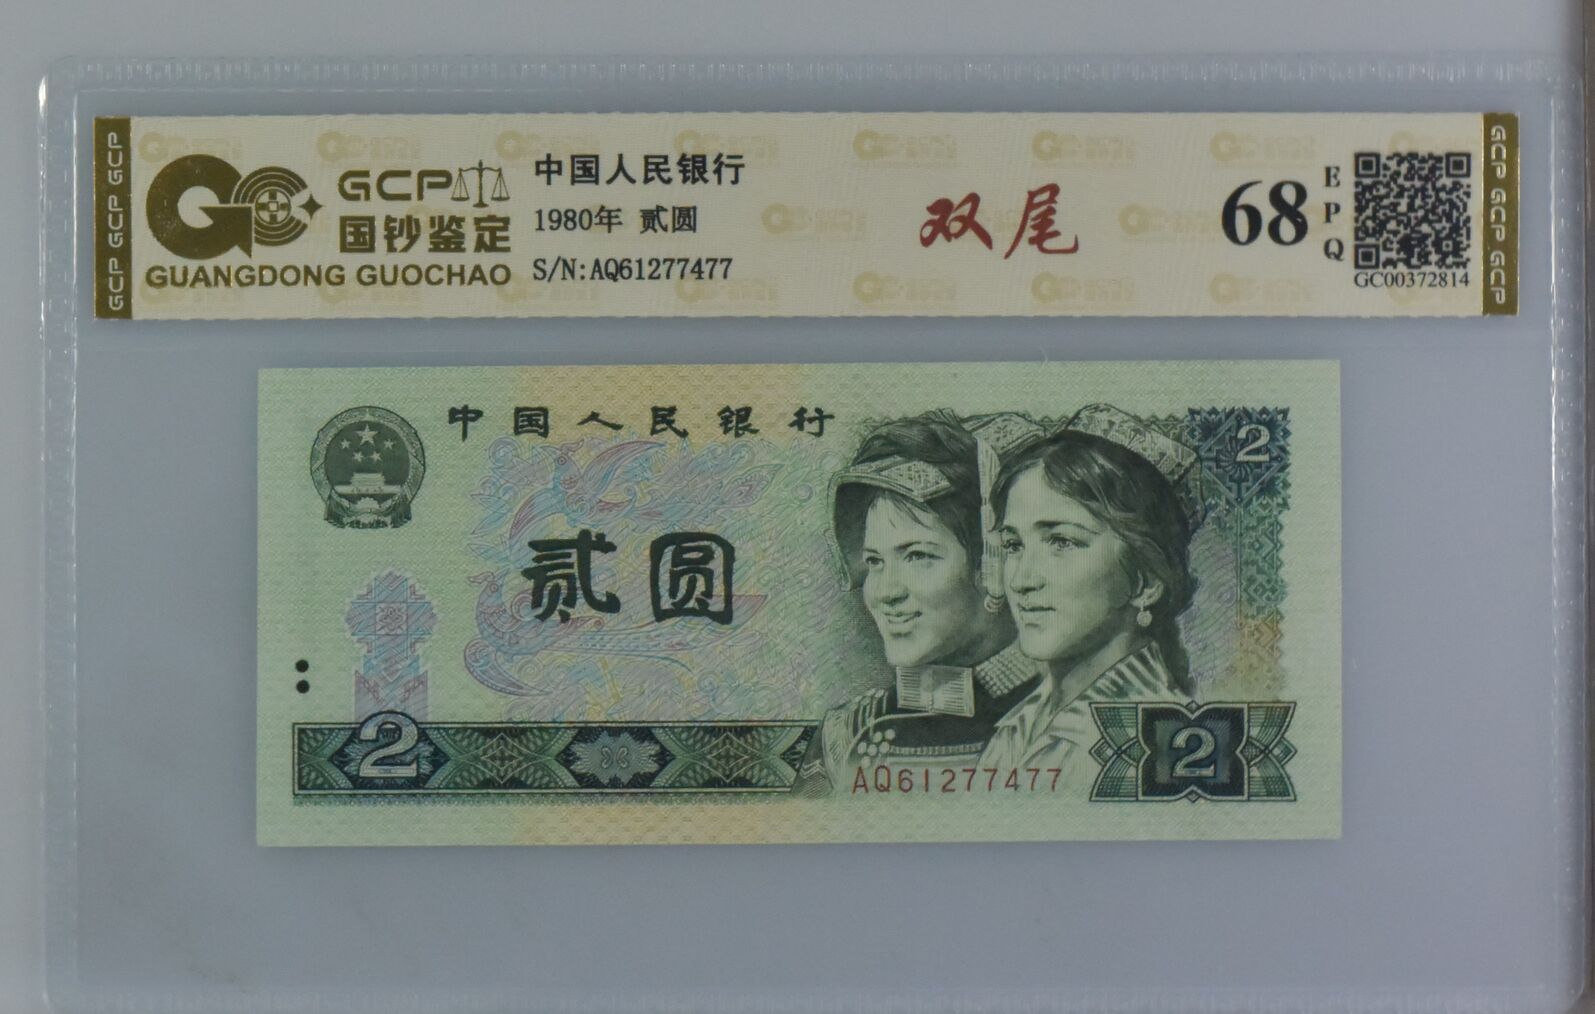 GCP GCP GCP
GCP
国钞鉴定
GUANGDONG GUOCHAO
中国人民银行
1980年 贰圆
S/N:AQ61277477
双尾
68
EPQ
GC00372814
GCP GCP GCP
中国人民银行
2
贰圆
2
AQ61277477
2